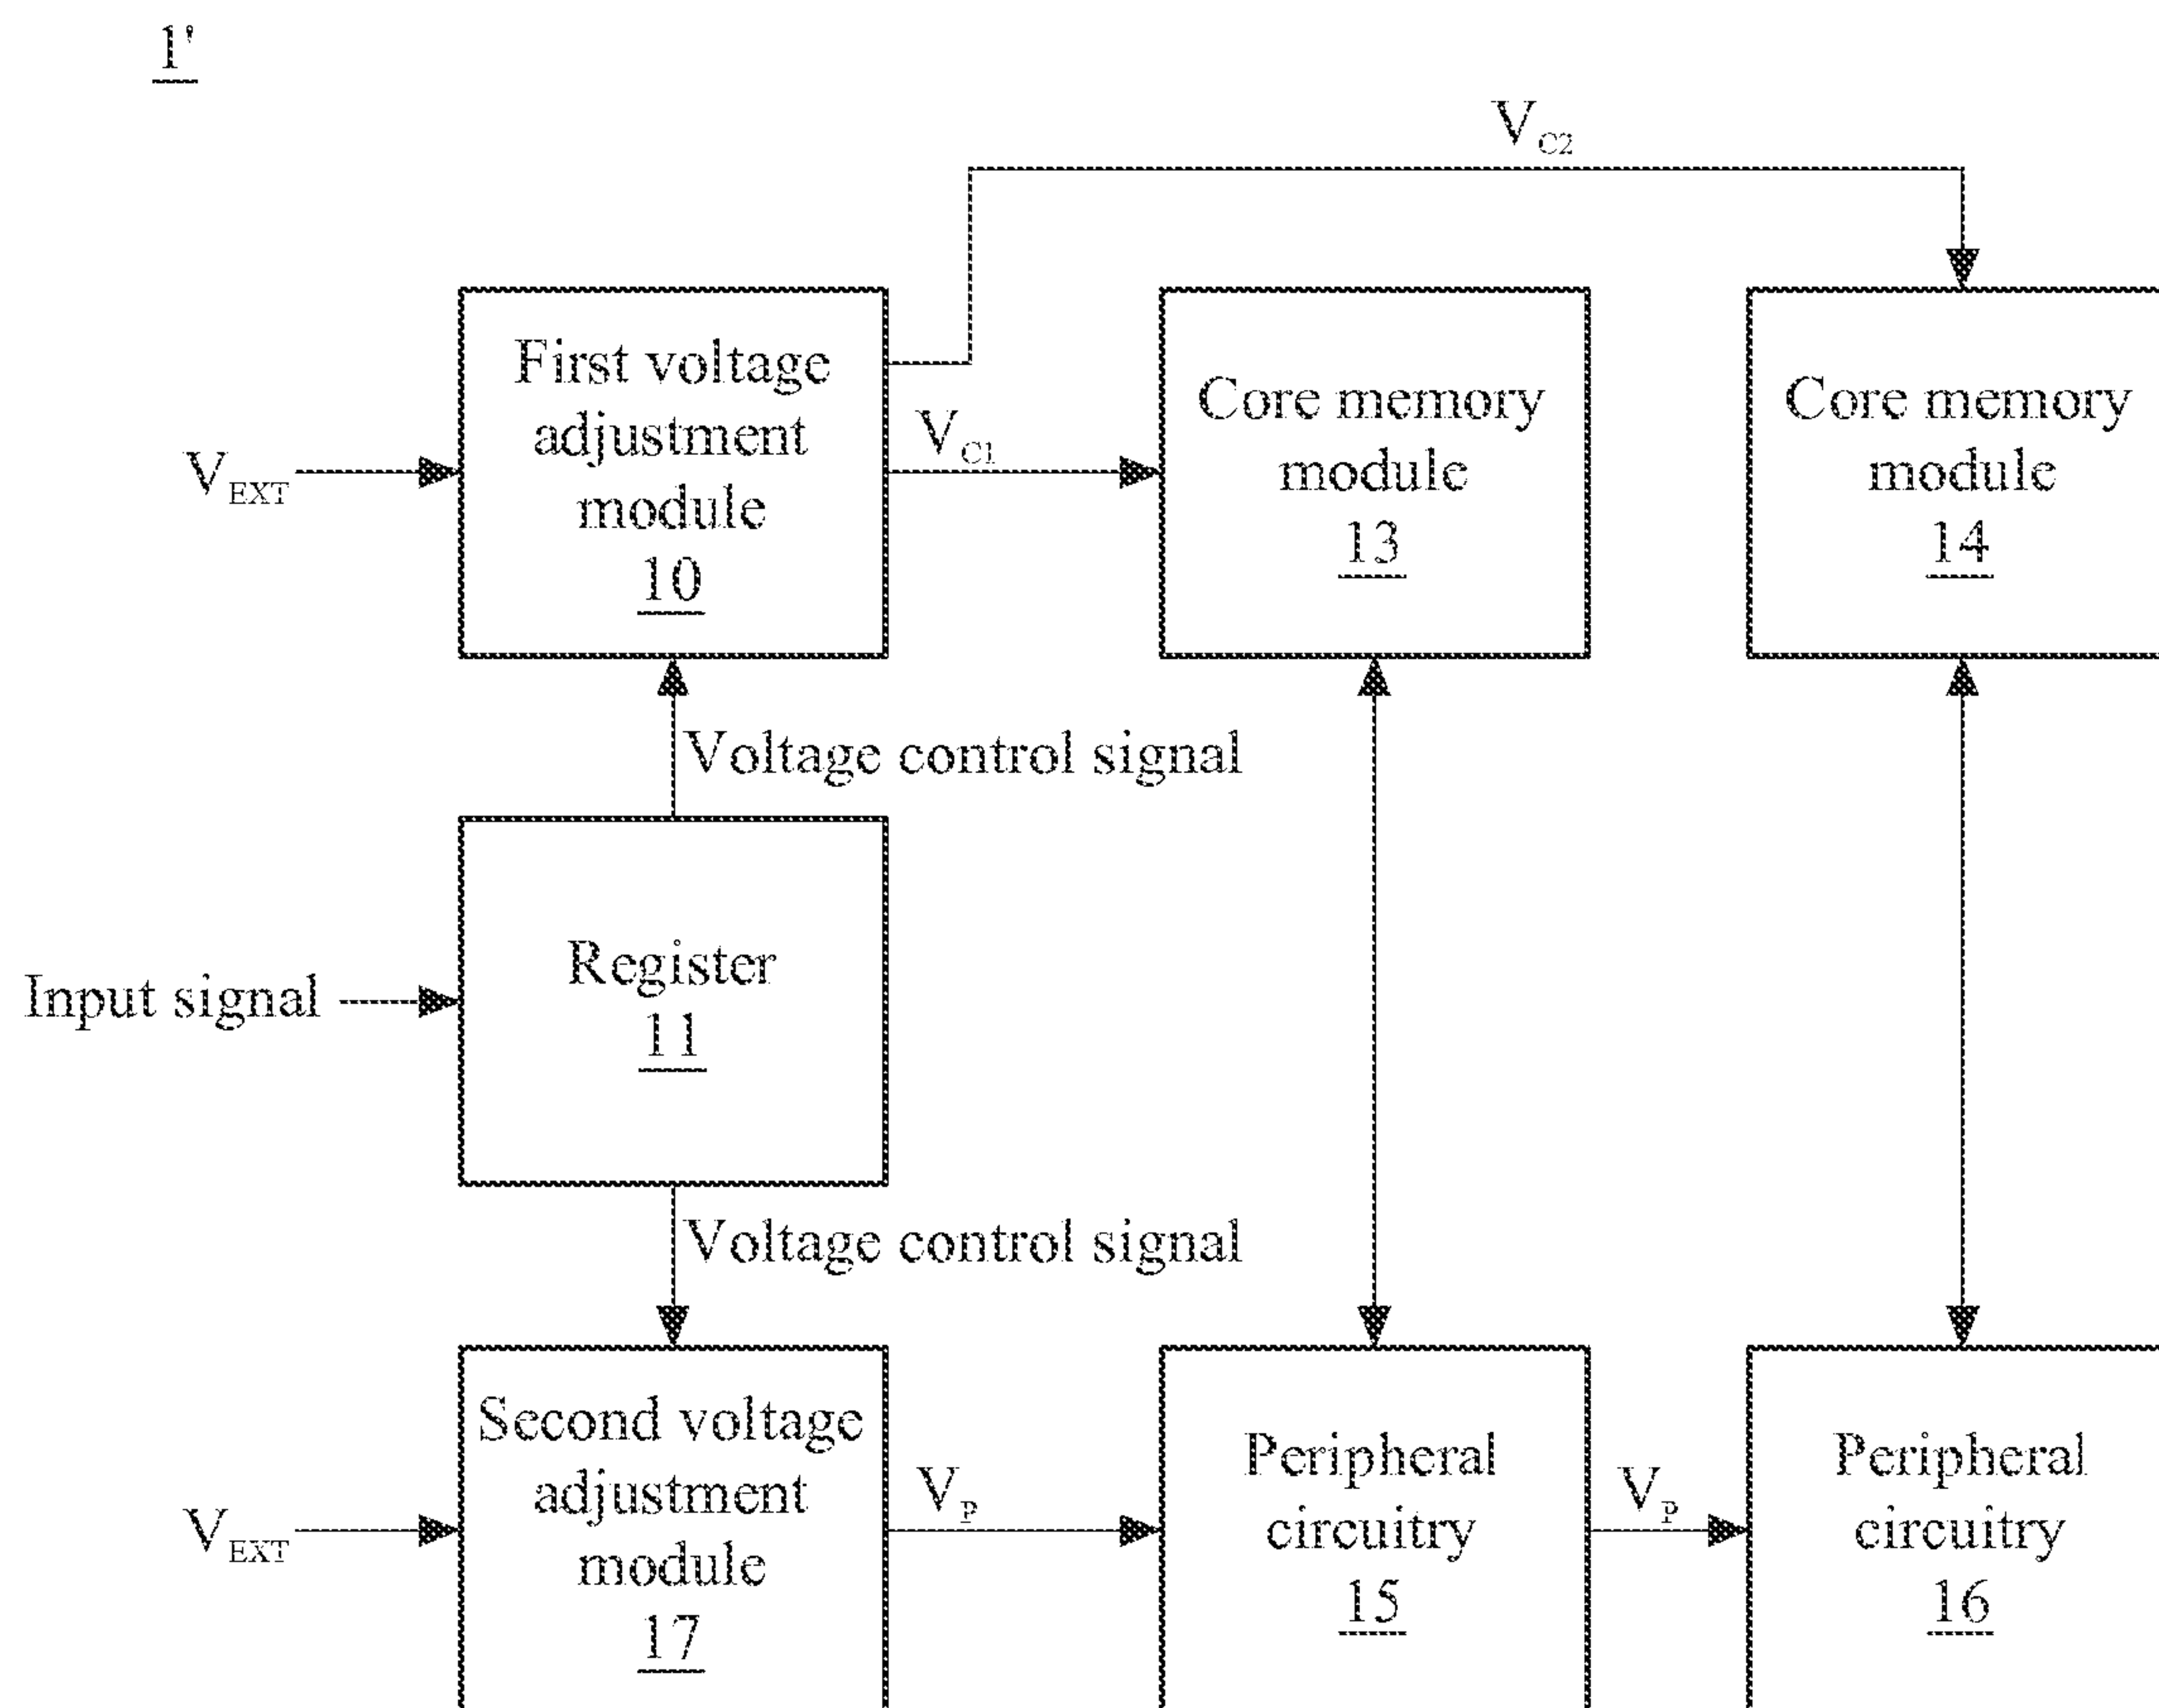 1'
V_C2
First voltage
adjustment
module
10
V_EXT
V_C1
Core memory
module
13
Core memory
module
14
Voltage control signal
Input signal
Register
11
Voltage control signal
Second voltage
adjustment
module
17
V_EXT
V_P
Peripheral
circuitry
15
V_P
Peripheral
circuitry
16